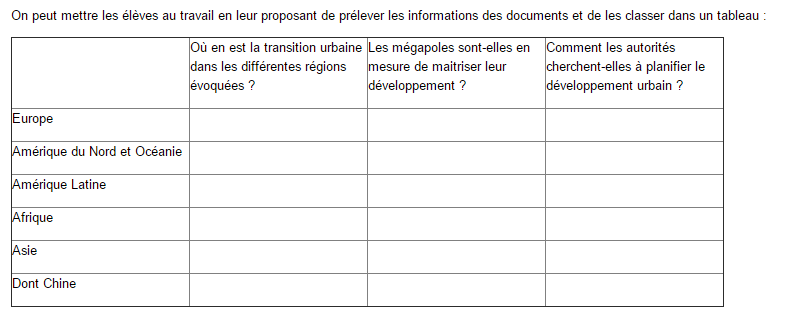 On peut mettre les élèves au travail en leur proposant de prélever les informations des documents et de les classer dans un tableau :
Où en est la transition urbaine dans les différentes régions évoquées ?
Les mégapoles sont-elles en mesure de maitriser leur développement ?
Comment les autorités cherchent-elles à planifier le développement urbain ?
Europe
Amérique du Nord et Océanie
Amérique Latine
Afrique
Asie
Dont Chine